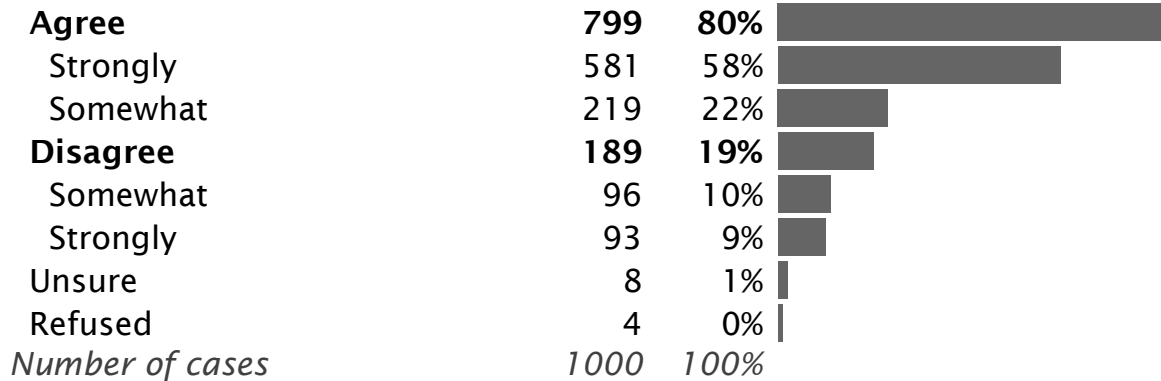 Agree 799 80%
Strongly 581 58%
Somewhat 219 22%
Disagree 189 19%
Somewhat 96 10%
Strongly 93 9%
Unsure 8 1%
Refused 4 0%
Number of cases 1000 100%